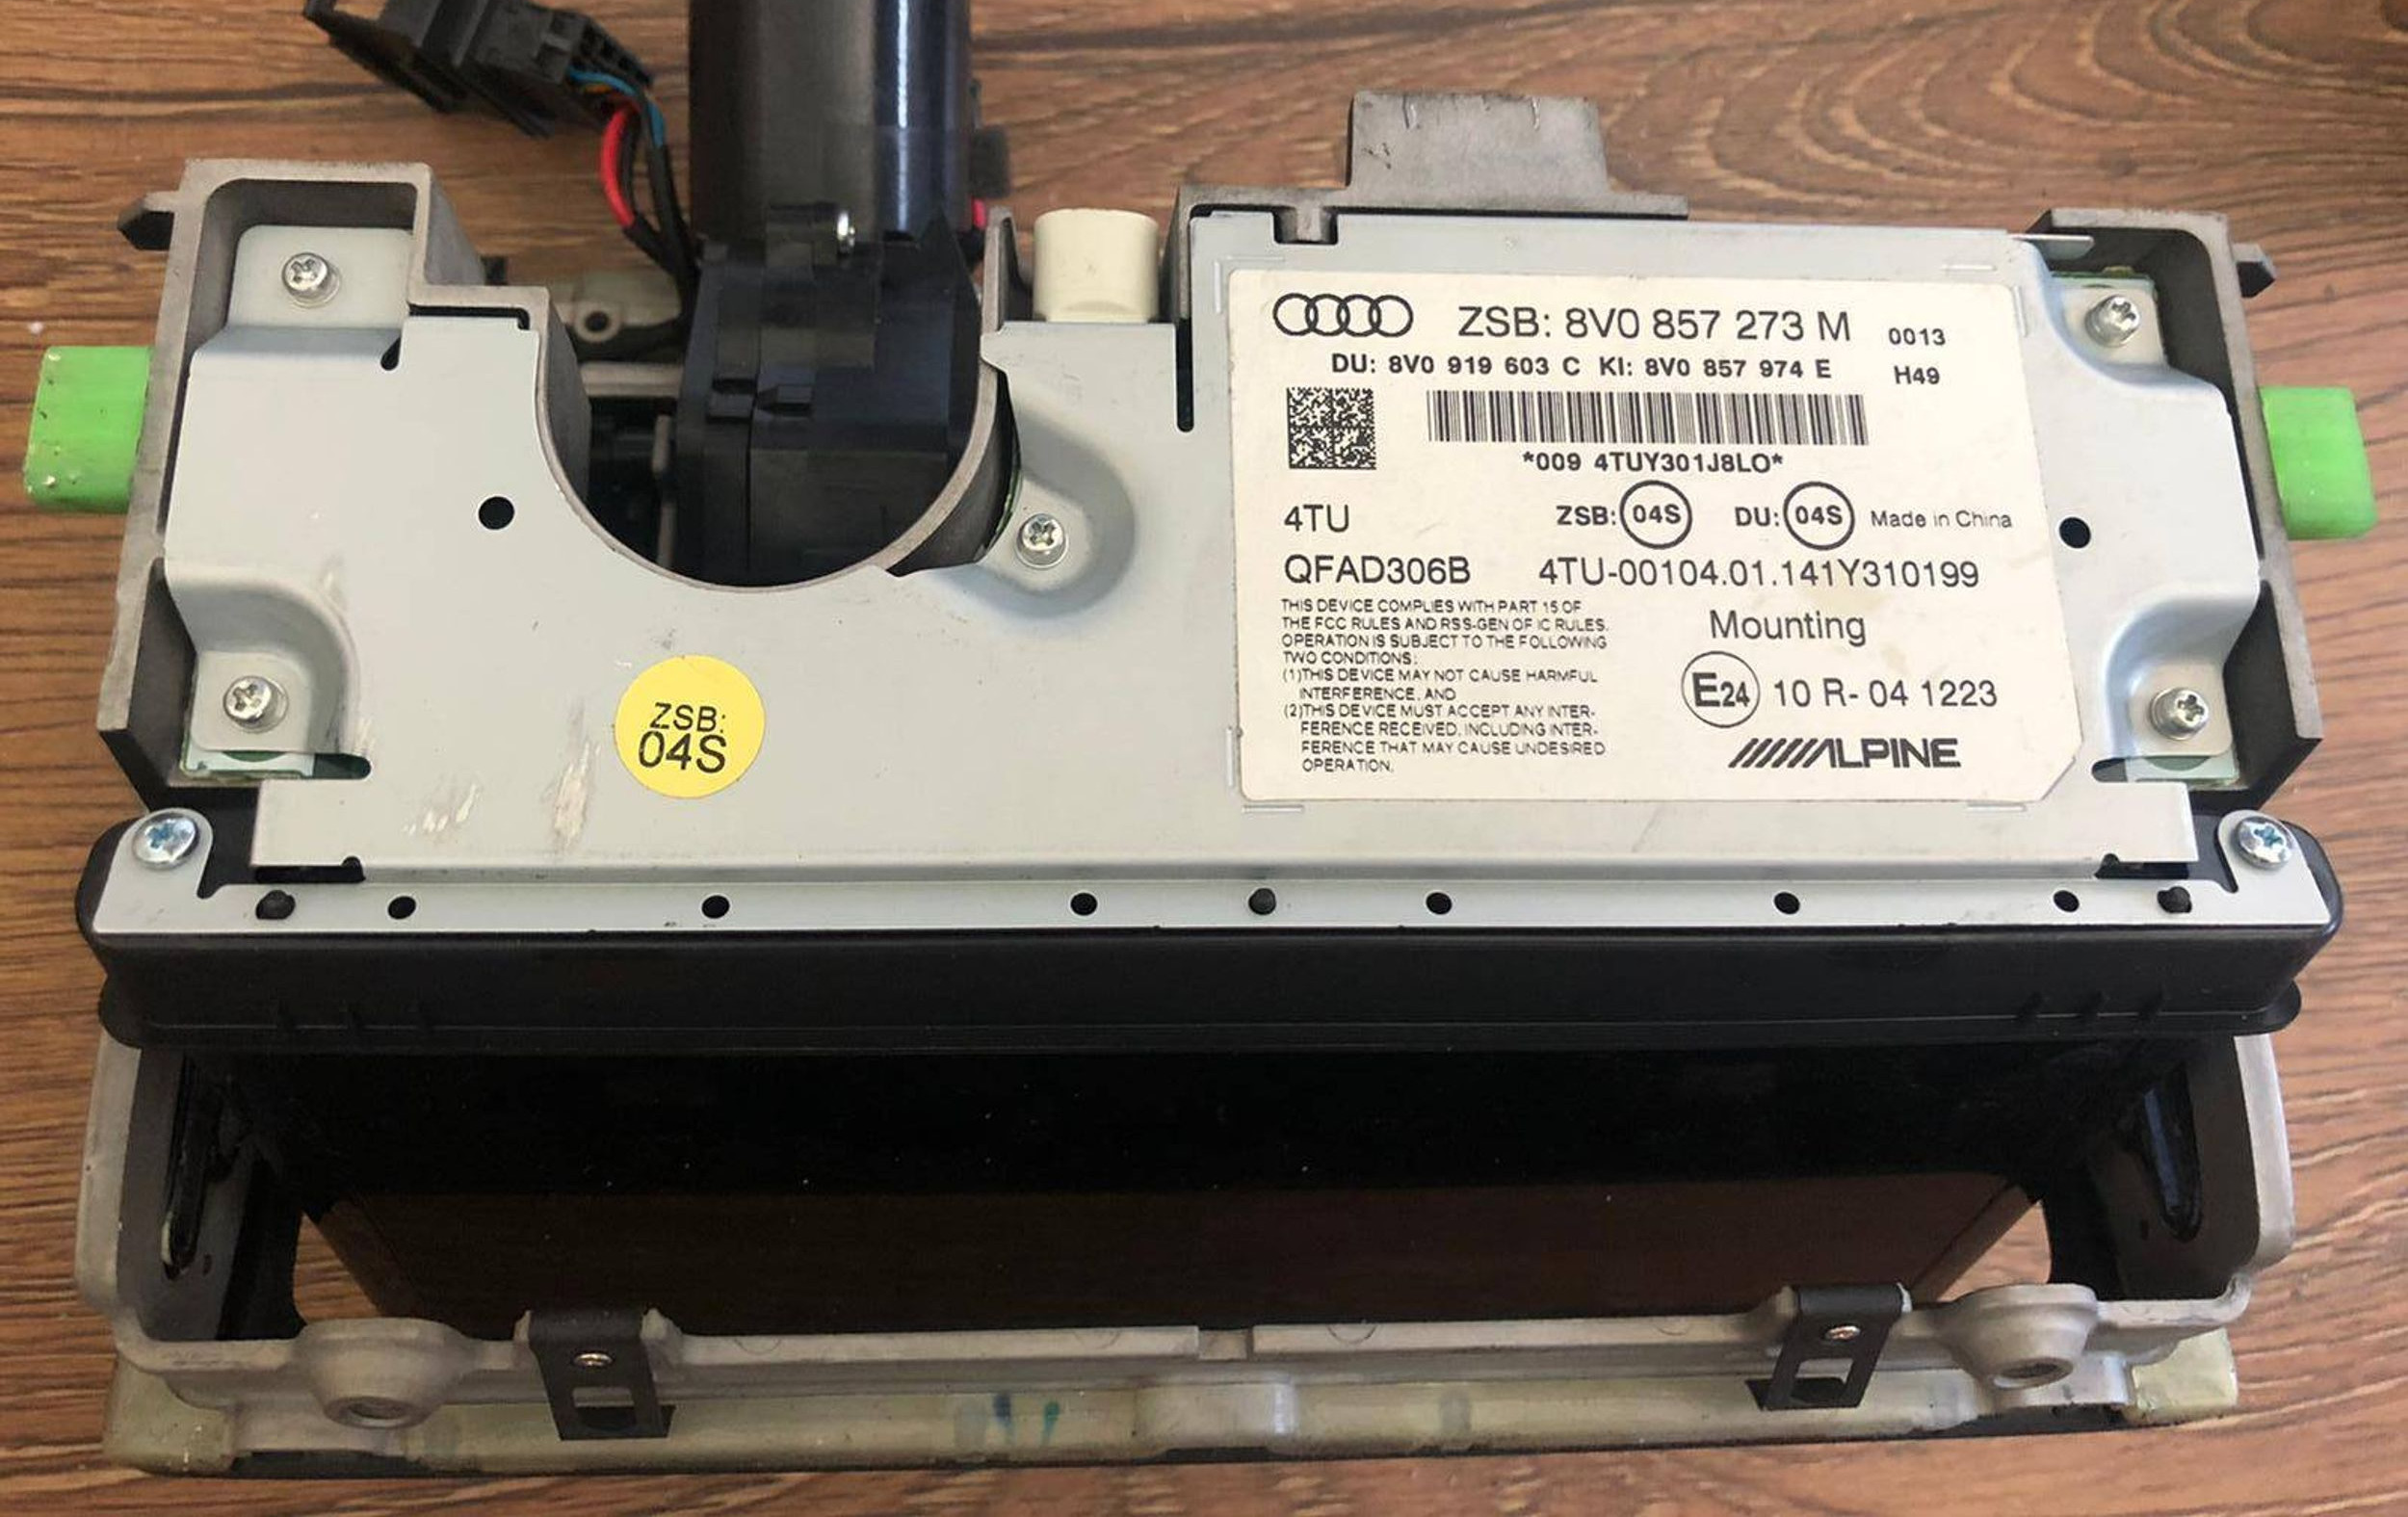 ZSB: 8V0 857 273 M 0013
DU: 8V0 919 603 C KI: 8V0 857 974 E H49
*009 4TUY301J8LO*
4TU ZSB: 04S DU: 04S Made in China
QFAD306B 4TU-00104.01.141Y310199
THIS DEVICE COMPLIES WITH PART 15 OF
THE FCC RULES AND RSS-GEN OF IC RULES.
OPERATION IS SUBJECT TO THE FOLLOWING
TWO CONDITIONS:
(1)THIS DEVICE MAY NOT CAUSE HARMFUL
INTERFERENCE, AND
(2)THIS DEVICE MUST ACCEPT ANY INTER-
FERENCE RECEIVED, INCLUDING INTER-
FERENCE THAT MAY CAUSE UNDESIRED
OPERATION.
Mounting
E24 10 R- 04 1223
ALPINE
ZSB:
04S